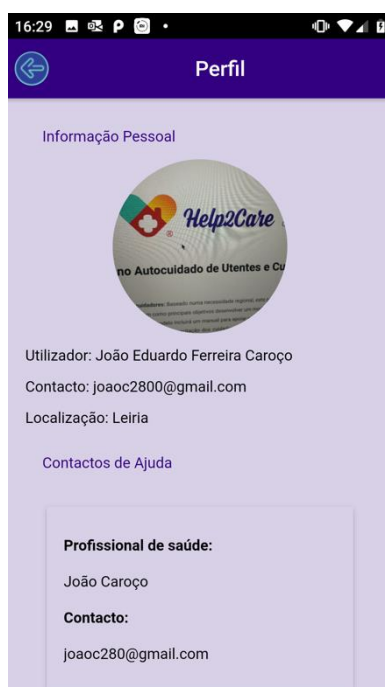 16:29
Perfil
Informação Pessoal
Help2Care
no Autocuidado de Utentes e Cu
Utilizador: João Eduardo Ferreira Caroço
Contacto: joaoc2800@gmail.com
Localização: Leiria
Contactos de Ajuda
Profissional de saúde:
João Caroço
Contacto:
joaoc280@gmail.com